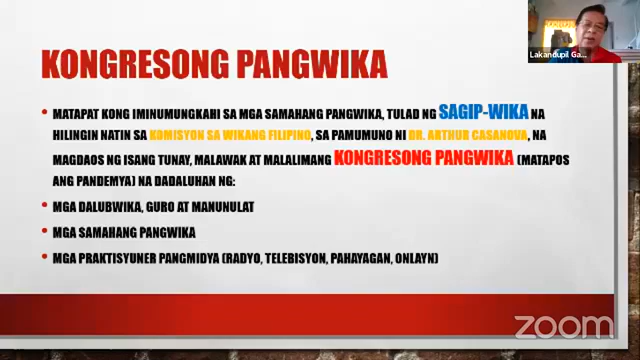 KONGRESONG PANGWIKA
• MATAPAT KONG IMINUMUNGKAHI SA MGA SAMAHANG PANGWIKA, TULAD NG SAGIP-WIKA NA
HILINGIN NATIN SA KOMISYON SA WIKANG FILIPINO, SA PAMUMUNO NI DR. ARTHUR CASANOVA, NA
MAGDAOS NG ISANG TUNAY, MALAWAK AT MALALIMANG KONGRESONG PANGWIKA (MATAPOS
ANG PANDEMYA) NA DADALUHAN NG:
• MGA DALUBWIKA, GURO AT MANUNULAT
• MGA SAMAHANG PANGWIKA
• MGA PRAKTISYUNER PANGMIDYA (RADYO, TELEBISYON, PAHAYAGAN, ONLAYN)
Lakandupil Ga...
zoom